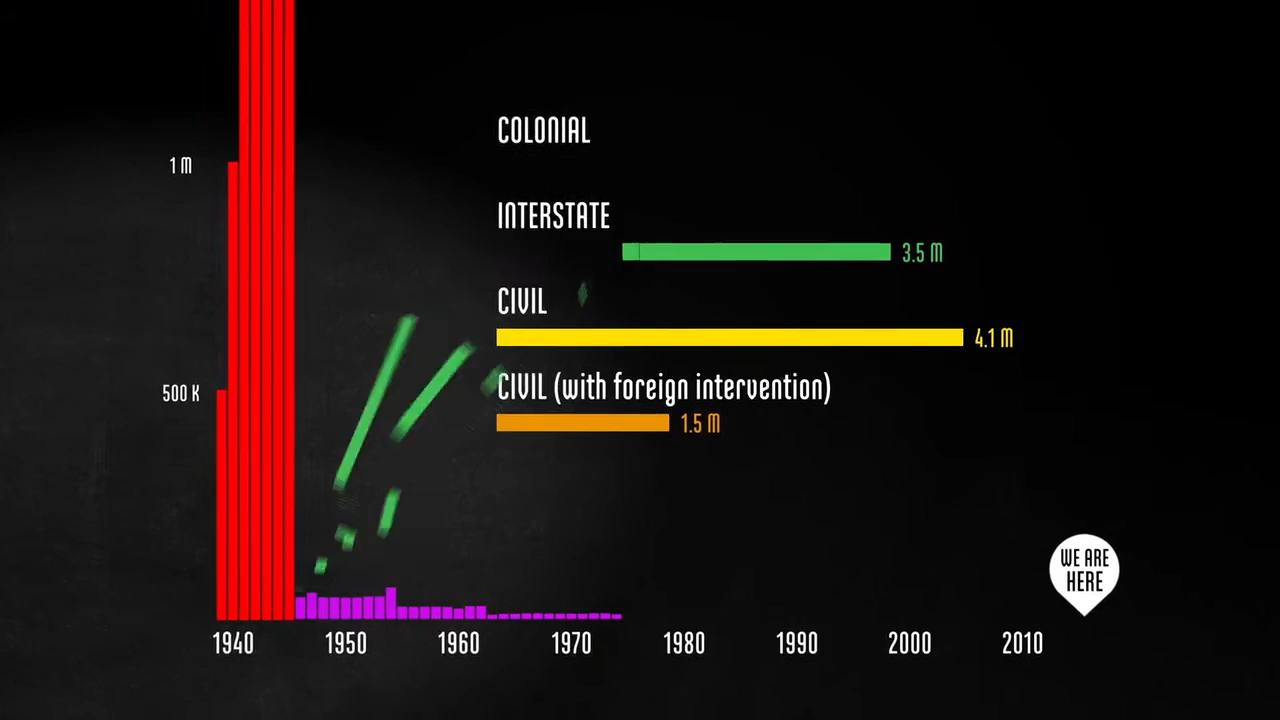 COLONIAL
1 M
INTERSTATE
3.5 M
CIVIL
4.1 M
CIVIL (with foreign intervention)
500 K
1.5 M
WE ARE
HERE
1940 1950 1960 1970 1980 1990 2000 2010